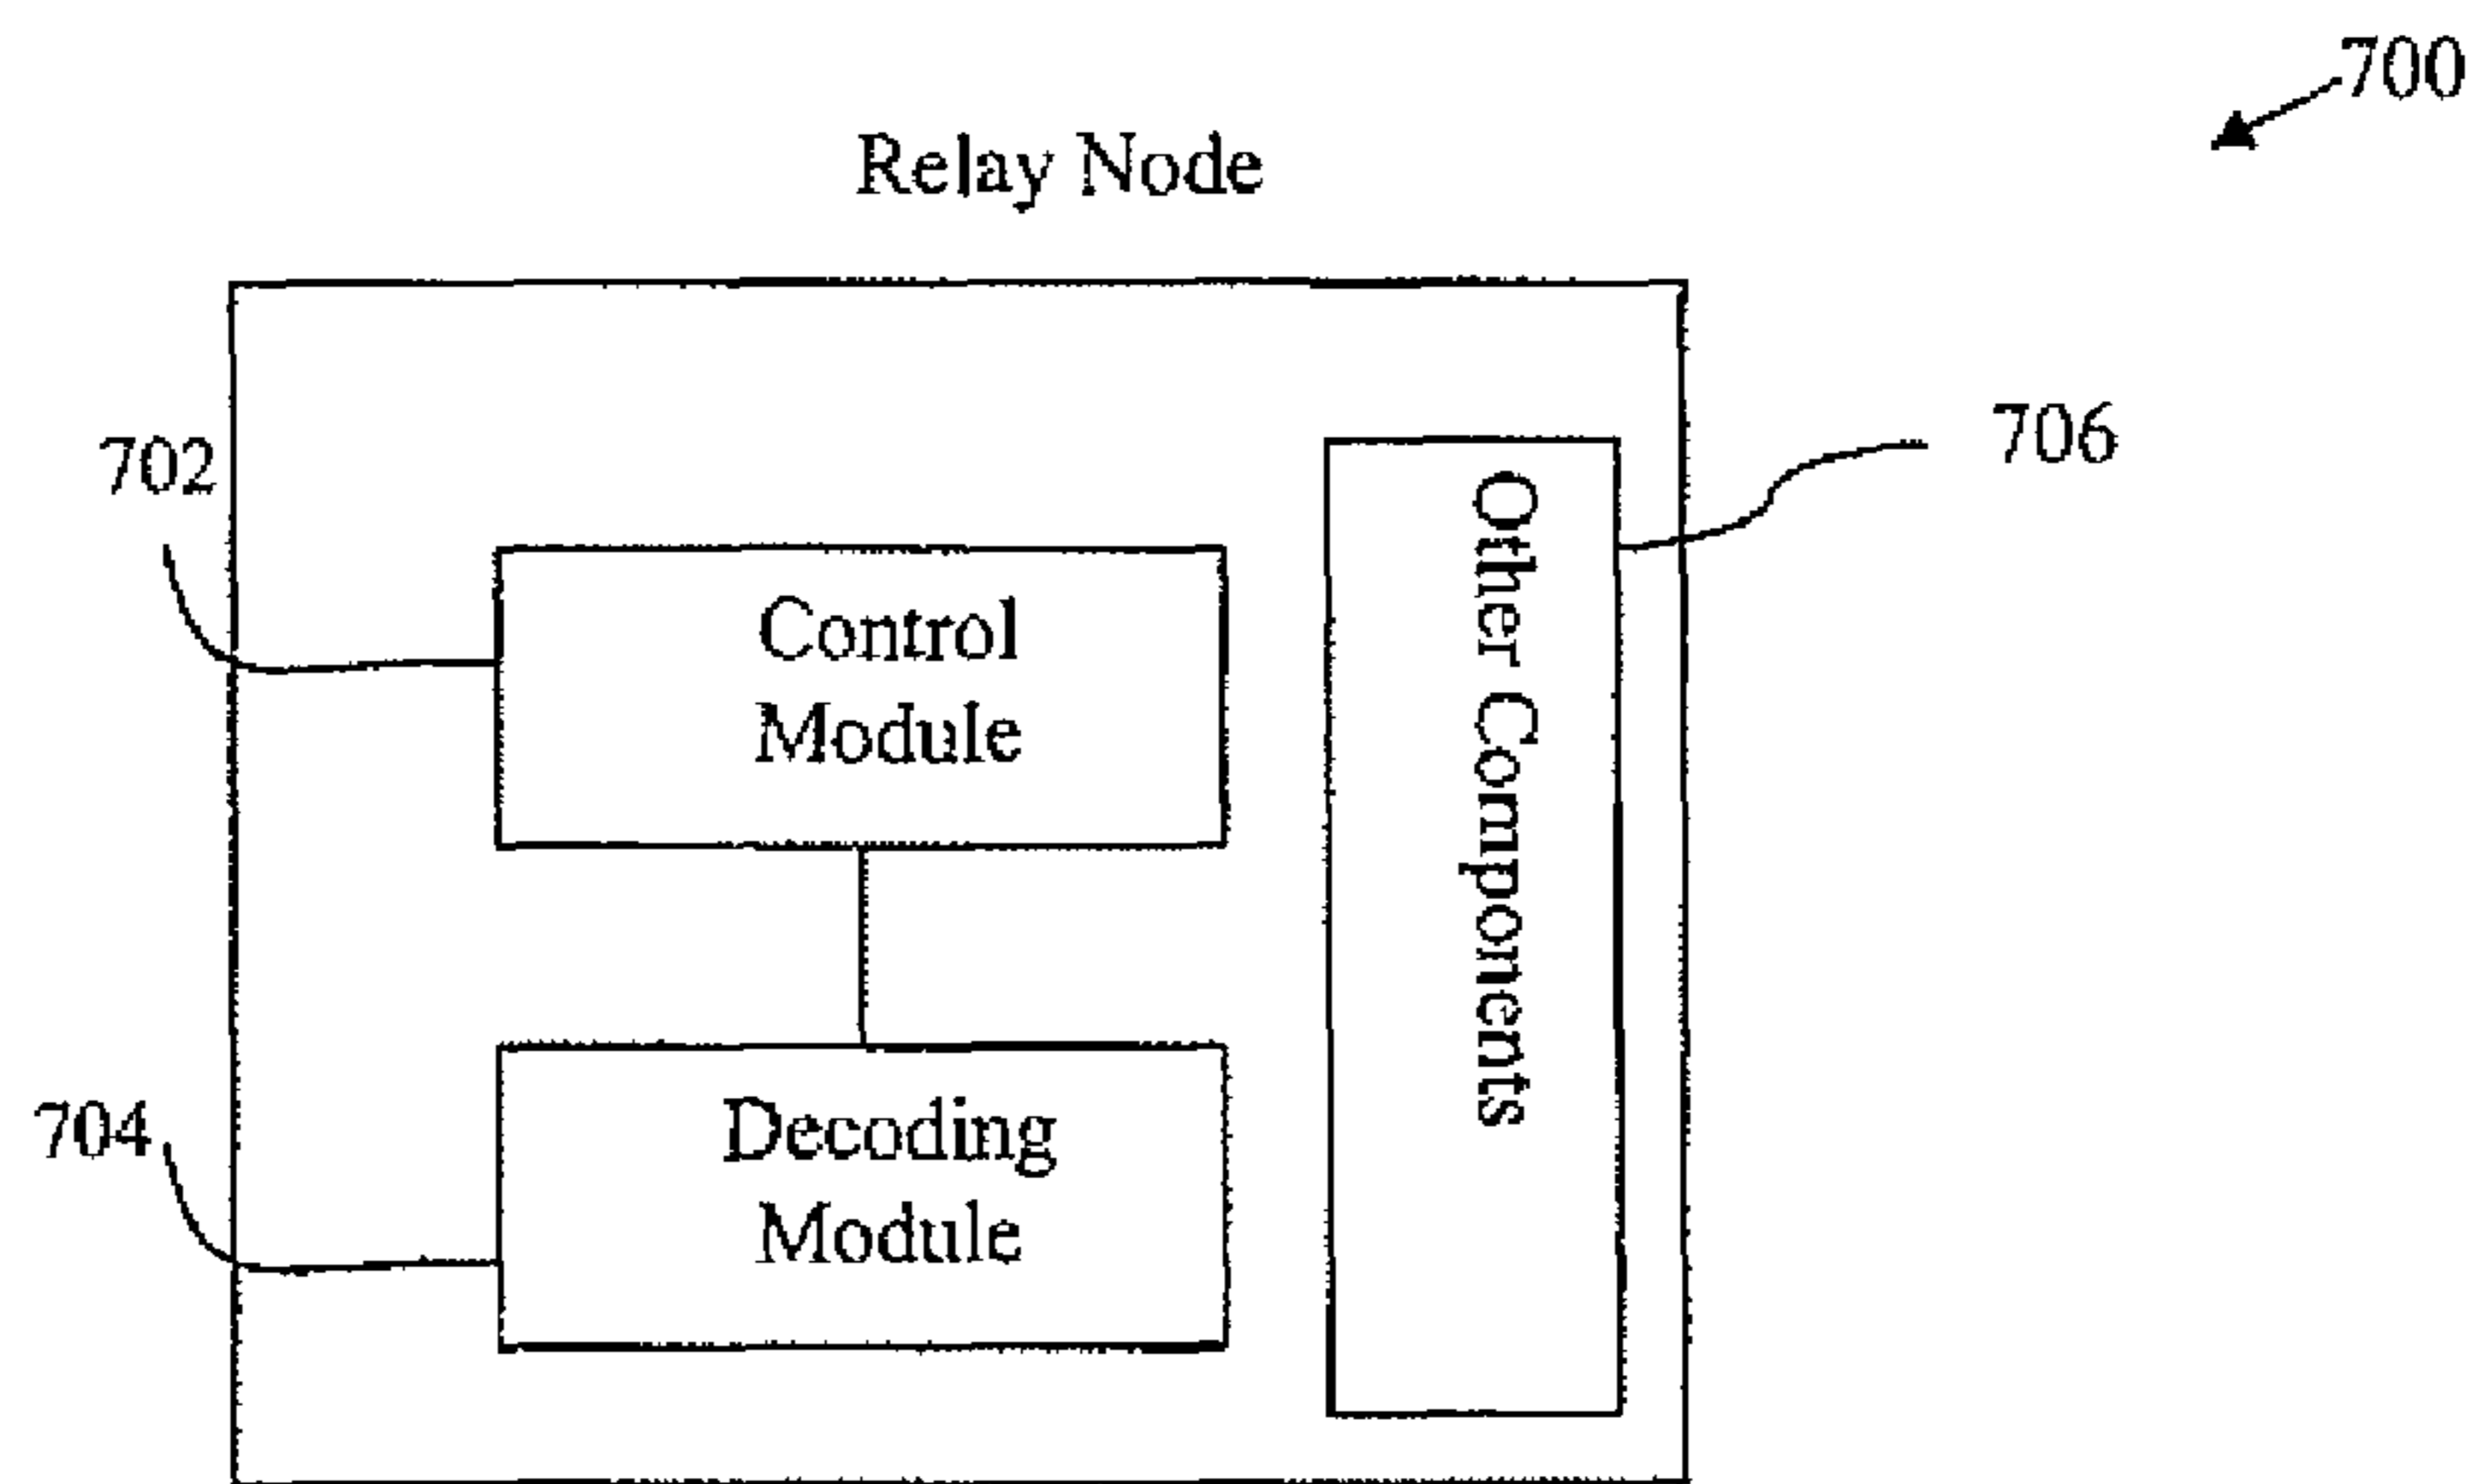 700
Relay Node
702
706
Control
Module
Other Components
704
Decoding
Module